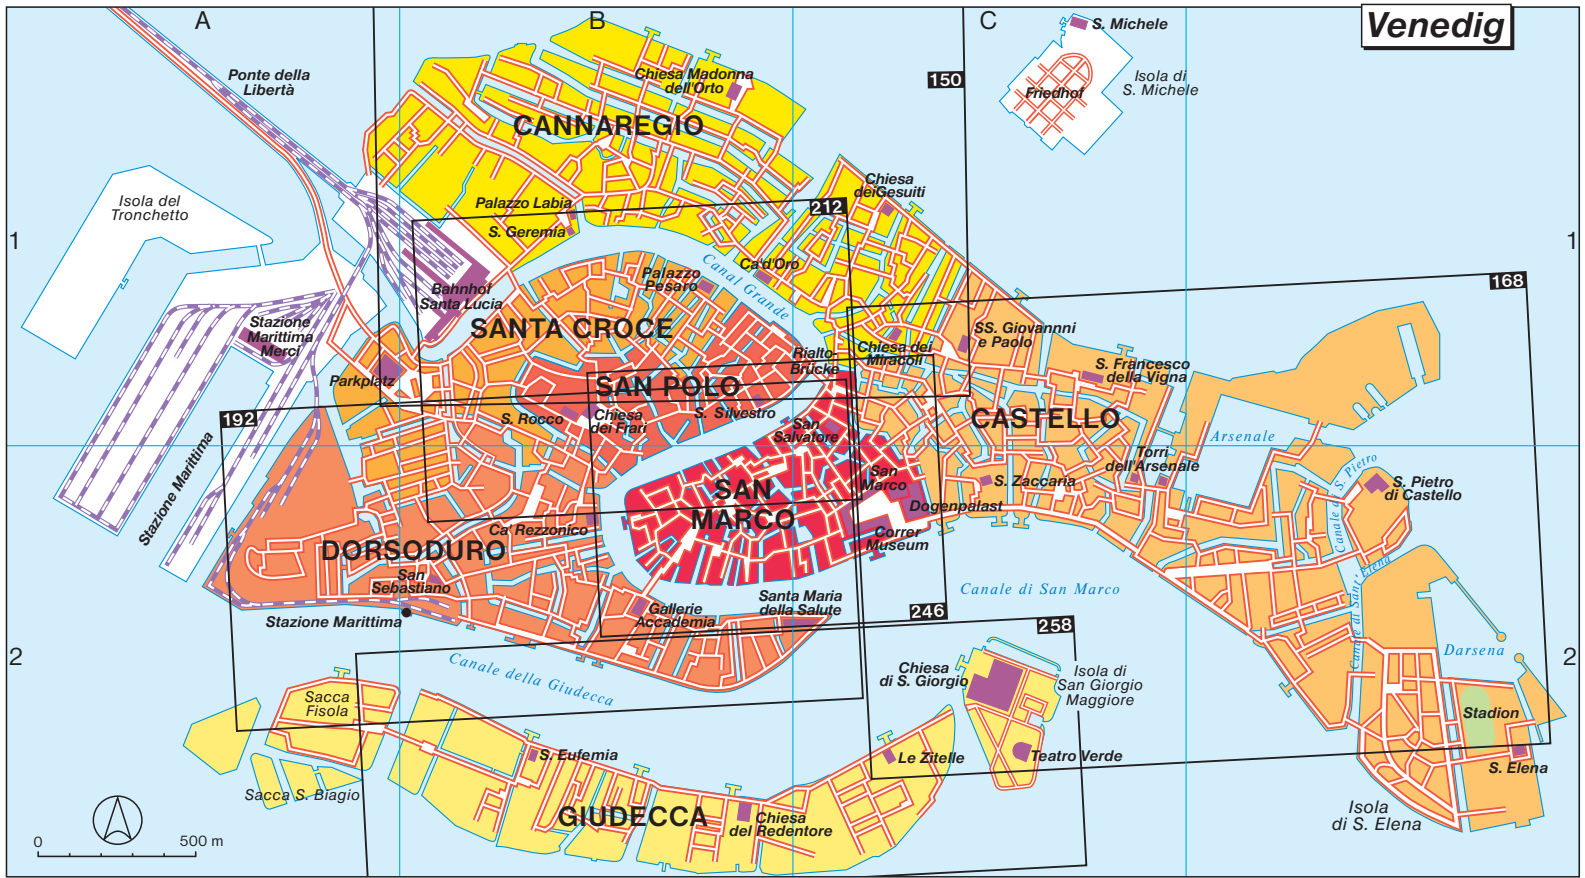 A
B
C
Venedig
S. Michele
Ponte della
Libertà
Chiesa Madonna
dell'Orto
150
Isola di
S. Michele
Friedhof
CANNAREGIO
Chiesa
deiGesuiti
Isola del
Tronchetto
Palazzo Labia
212
S. Geremia
1
1
Ca'd'Oro
Canal Grande
Palazzo
Pesaro
168
Bahnhof
Santa Lucia
Stazione
Marittima
Merci
SANTA CROCE
SS. Giovannni
e Paolo
Rialto-
Brücke
Chiesa dei
Miracoli
S. Francesco
della Vigna
Parkplatz
SAN POLO
192
S. Rocco
Chiesa
dei Frari
S. Silvestro
San
Salvatore
CASTELLO
Arsenale
Stazione Marittima
Torri
dell'Arsenale
Canale di S. Pietro
San
Marco
S. Zaccaria
S. Pietro
di Castello
SAN
MARCO
Dogenpalast
Ca' Rezzonico
Correr
Museum
DORSODURO
San
Sebastiano
Canale di Sant' Elena
Canale di San Marco
Santa Maria
della Salute
Gallerie
Accademia
246
Stazione Marittima
258
2
2
Canale della Giudecca
Chiesa
di S. Giorgio
Isola di
San Giorgio
Maggiore
Darsena
Sacca
Fisola
Stadion
S. Eufemia
Le Zitelle
Teatro Verde
S. Elena
Sacca S. Biagio
GIUDECCA
Chiesa
del Redentore
Isola
di S. Elena
0
500 m